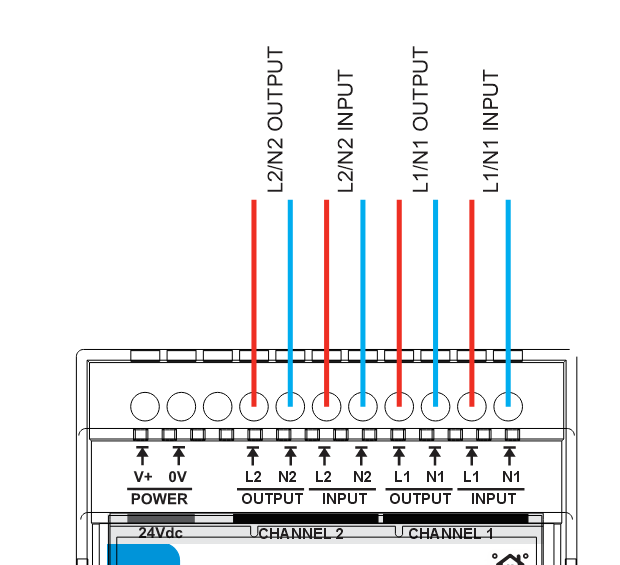 L2/N2 OUTPUT
L2/N2 INPUT
L1/N1 OUTPUT
L1/N1 INPUT
V+ 0V L2 N2 L2 N2 L1 N1 L1 N1
POWER OUTPUT INPUT OUTPUT INPUT
24Vdc CHANNEL 2 CHANNEL 1